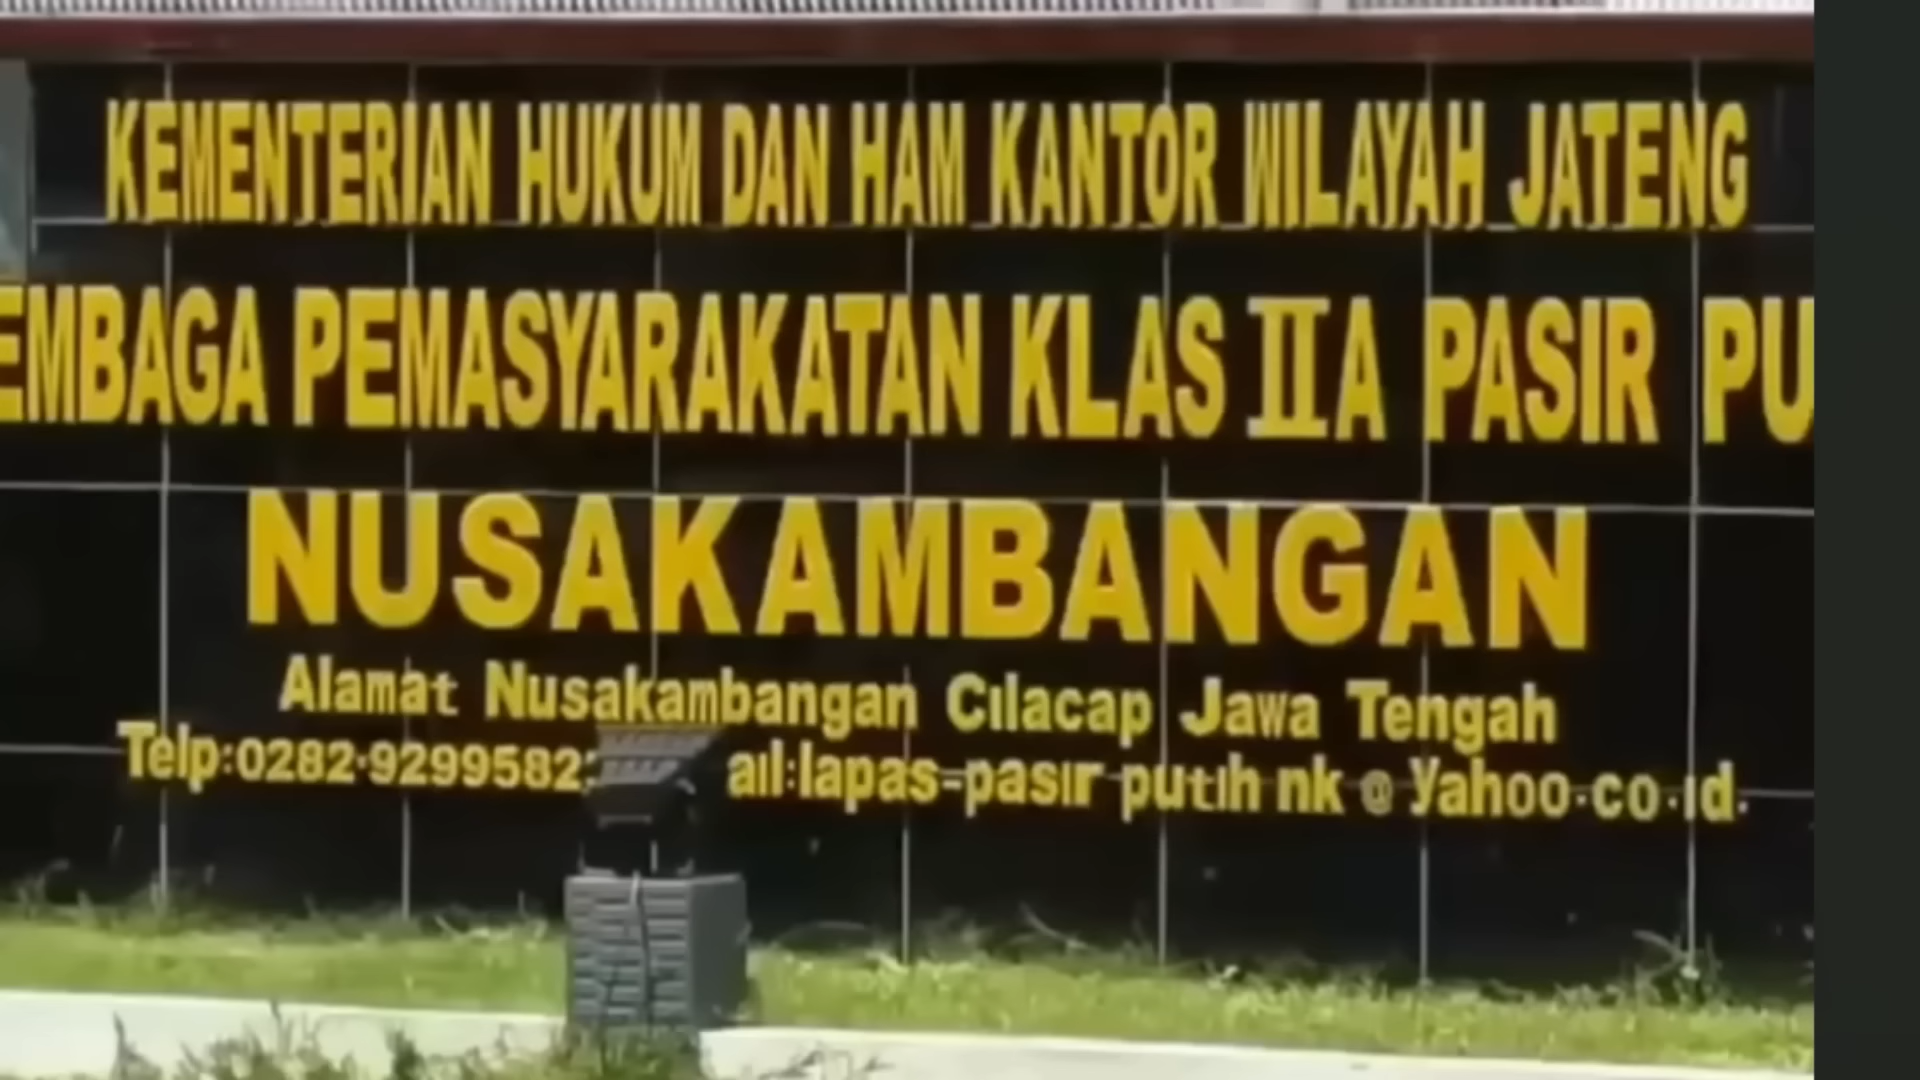 KEMENTERIAN HUKUM DAN HAM KANTOR WILAYAH JATENG
EMBAGA PEMASYARAKATAN KLAS IIA PASIR PU
NUSAKAMBANGAN
Alamat Nusakambangan Cilacap Jawa Tengah
Telp:0282-9299582 ail:lapas-pasir putih nk @ Yahoo.co.id.